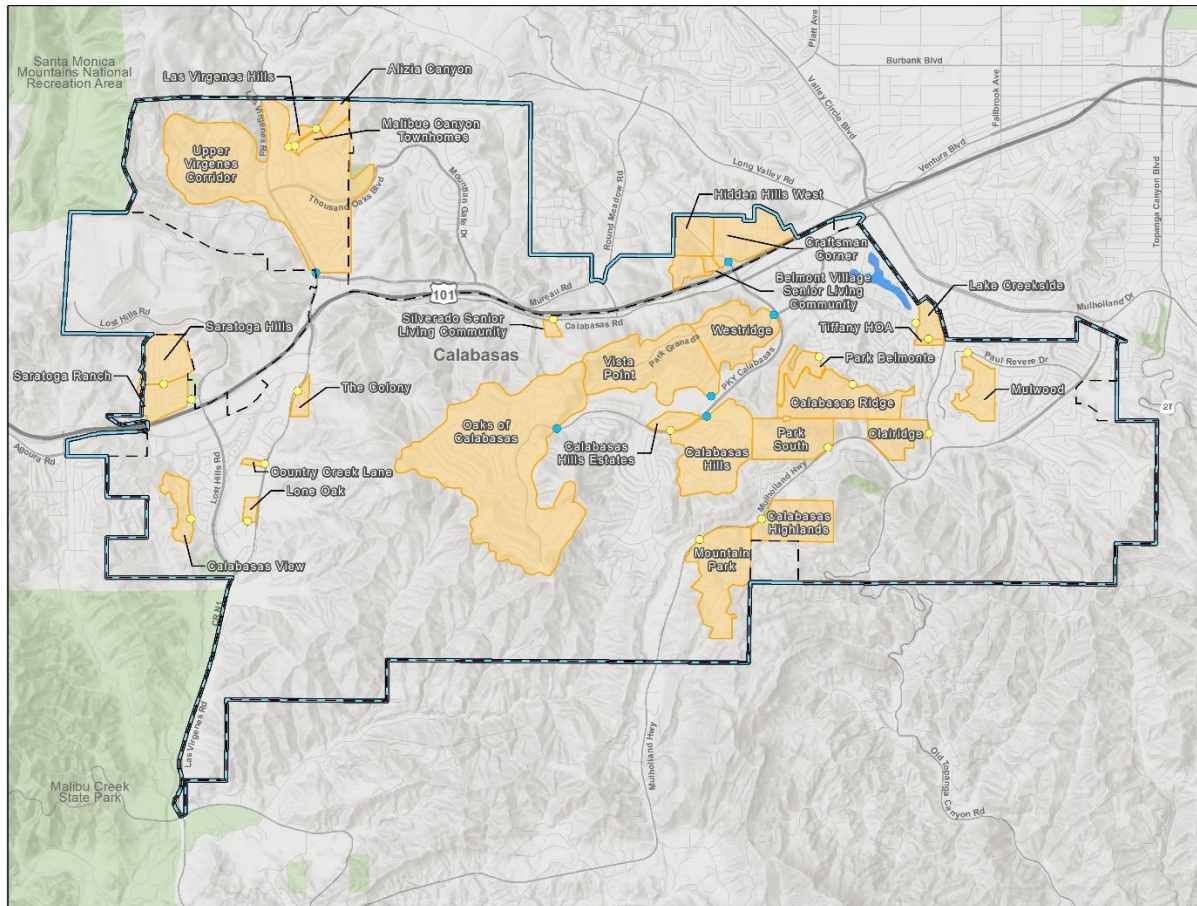 Santa Monica
Mountains National
Recreation Area
Las Virgenes Hills
Alizia Canyon
Las Virgenes Rd
Malibue Canyon
Townhomes
Upper
Virgenes
Corridor
Thousand Oaks Blvd
Mountain Gate Dr
Platt Ave
Burbank Blvd
Valley Circle Blvd
Fallbrook Ave
Ventura Blvd
Topanga Canyon Blvd
Long Valley Rd
Round Meadow Rd
Hidden Hills West
Craftsman
Corner
Belmont Village
Senior Living
Community
Lake Creekside
Mulholland Dr
101
Mureau Rd
Lost Hills Rd
Saratoga Hills
Silverado Senior
Living Community
Calabasas Rd
Calabasas
Westridge
Tiffany HOA
Park Granada
Vista
Point
PKY Calabasas
Park Belmonte
Paul Revere Dr
Saratoga Ranch
The Colony
Mulwood
Calabasas Ridge
27
Oaks of
Calabasas
Agoura Rd
Calabasas
Hills Estates
Calabasas
Hills
Park
South
Clairidge
Lost Hills Rd
Country Creek Lane
Lone Oak
Mulholland Hwy
Calabasas
Highlands
Mountain
Park
Calabasas View
CR N1
Las Virgenes Rd
Malibu Creek
State Park
Mulholland Hwy
Old Topanga
Canyon Rd